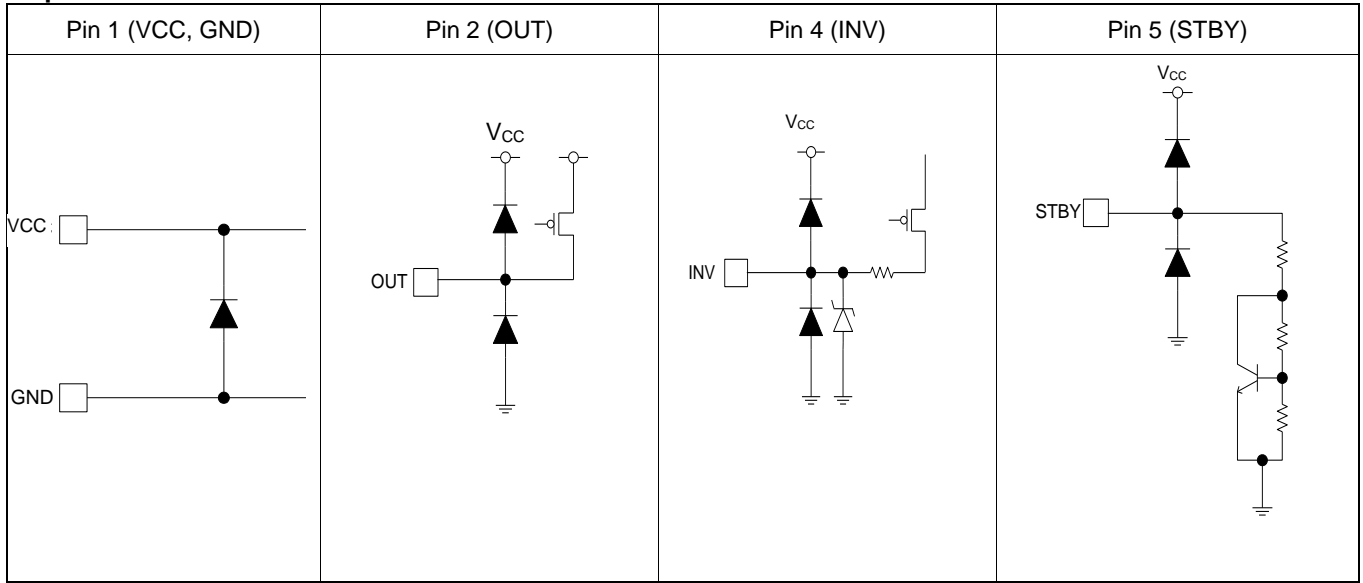 Pin 1 (VCC, GND)
Pin 2 (OUT)
Pin 4 (INV)
Pin 5 (STBY)
VCC :
GND
VCC
OUT
VCC
INV
VCC
STBY